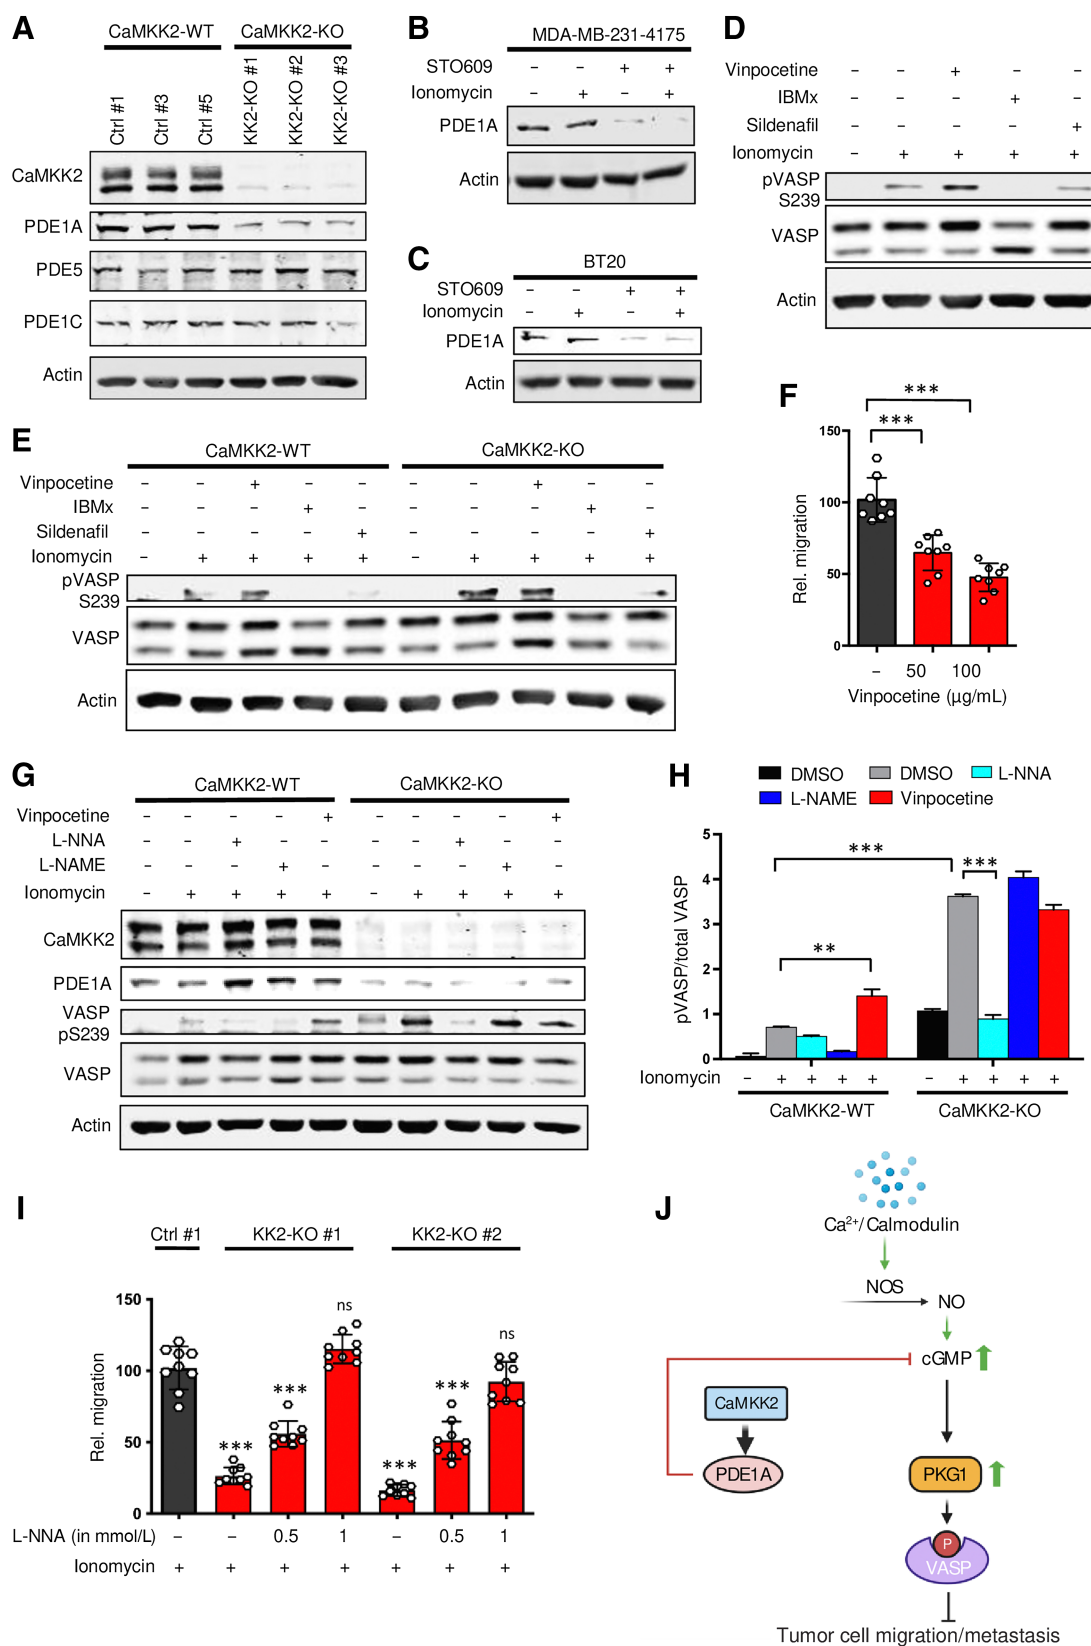 A
CaMKK2-WT CaMKK2-KO
Ctrl #1 Ctrl #3 Ctrl #5 KK2-KO #1 KK2-KO #2 KK2-KO #3
CaMKK2
PDE1A
PDE5
PDE1C
Actin
B
MDA-MB-231-4175
STO609 – – + +
Ionomycin – + – +
PDE1A
Actin
C
BT20
STO609 – – + +
Ionomycin – + – +
PDE1A
Actin
D
Vinpocetine – – + – –
IBMx – – – + –
Sildenafil – – – – +
Ionomycin – + + + +
pVASP
S239
VASP
Actin
E
CaMKK2-WT CaMKK2-KO
Vinpocetine – – + – – – – + – –
IBMx – – – + – – – – + –
Sildenafil – – – – + – – – – +
Ionomycin – + + + + – + + + +
pVASP
S239
VASP
Actin
F
***
***
150
100
50
0
Rel. migration
– 50 100
Vinpocetine (µg/mL)
G
CaMKK2-WT CaMKK2-KO
Vinpocetine – – – – + – – – – +
L-NNA – – + – – – – + – –
L-NAME – – – + – – – – + –
Ionomycin – + + + + – + + + +
CaMKK2
PDE1A
VASP
pS239
VASP
Actin
H
DMSO DMSO L-NNA
L-NAME Vinpocetine
5
4
3
2
1
0
pVASP/total VASP
*** ***
**
Ionomycin – + + + + – + + + +
CaMKK2-WT CaMKK2-KO
I
Ctrl #1 KK2-KO #1 KK2-KO #2
150
100
50
0
Rel. migration
*** *** ns *** *** ns
L-NNA (in mmol/L) – – 0.5 1 – 0.5 1
Ionomycin + + + + + + +
J
Ca²⁺/Calmodulin
NOS
NO
cGMP
CaMKK2
PDE1A
PKG1
P
VASP
Tumor cell migration/metastasis